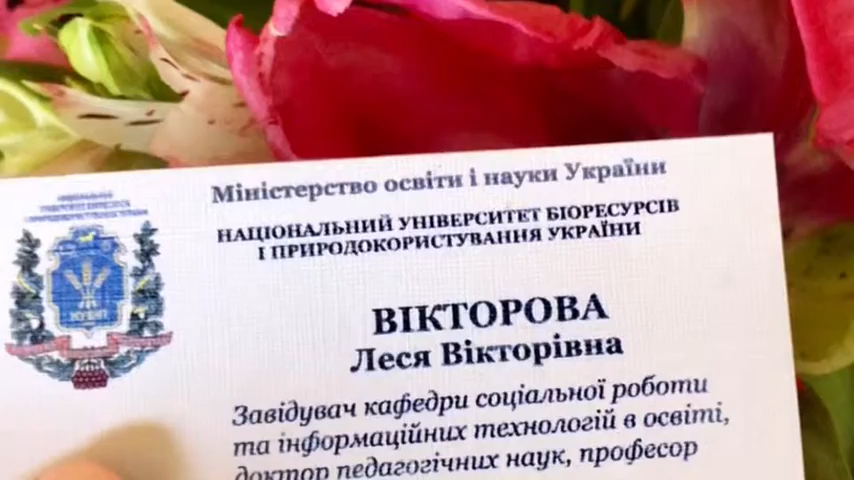 Міністерство освіти і науки України
НАЦІОНАЛЬНИЙ УНІВЕРСИТЕТ БІОРЕСУРСІВ
І ПРИРОДОКОРИСТУВАННЯ УКРАЇНИ
ВІКТОРОВА
Леся Вікторівна
Завідувач кафедри соціальної роботи
та інформаційних технологій в освіті,
доктор педагогічних наук, професор